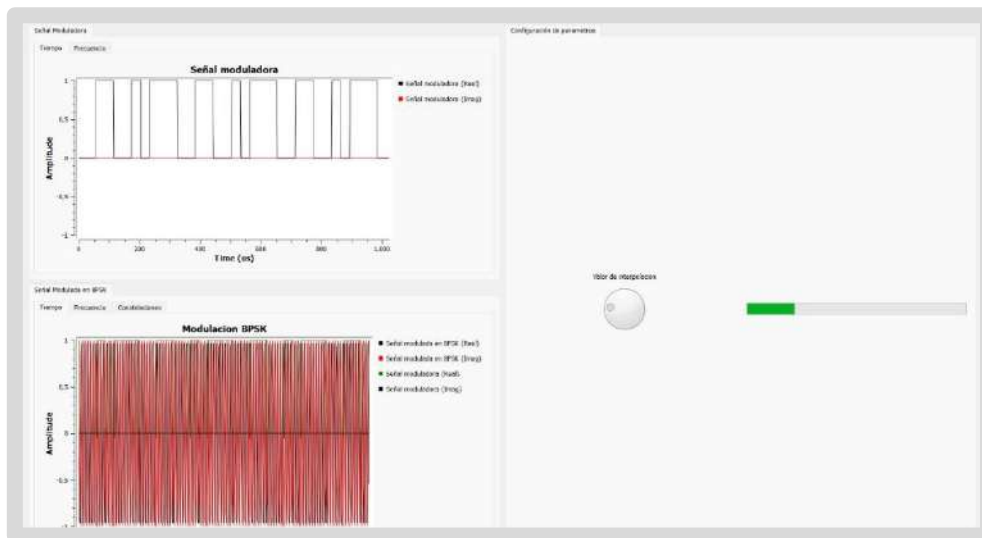 Señal Moduladora
Tiempo Frecuencia
Señal moduladora
Señal moduladora (Real)
Señal moduladora (Imag)
Amplitude
1
0,5
0
-0,5
-1
0 200 400 600 800 1.000
Time (us)
Señal Modulada en BPSK
Tiempo Frecuencia Constelaciones
Modulacion BPSK
Señal modulada en BPSK (Real)
Señal modulada en BPSK (Imag)
Señal moduladora (Real)
Señal moduladora (Imag)
Amplitude
1
0,5
0
-0,5
-1
Configuración de parametros
Valor de interpolacion